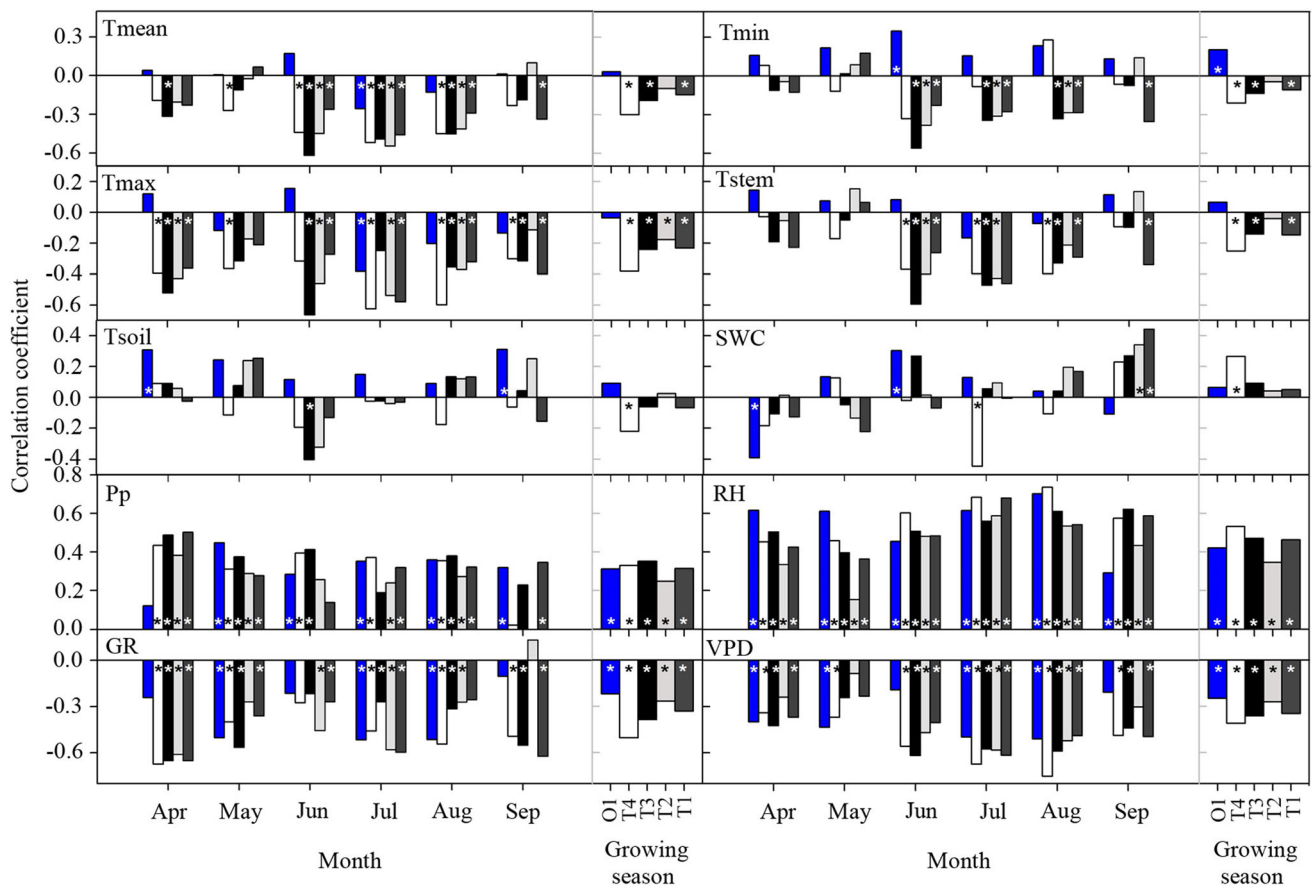 Tmean
Tmin
0.3
0.0
-0.3
-0.6
Tmax
Tstem
0.2
0.0
-0.2
-0.4
-0.6
Tsoil
SWC
0.4
0.2
0.0
-0.2
-0.4
Correlation coefficient
Pp
RH
0.8
0.6
0.4
0.2
0.0
GR
VPD
0.0
-0.3
-0.6
Apr May Jun Jul Aug Sep O1 T4 T3 T2 T1 Apr May Jun Jul Aug Sep O1 T4 T3 T2 T1
Month Growing season Month Growing season